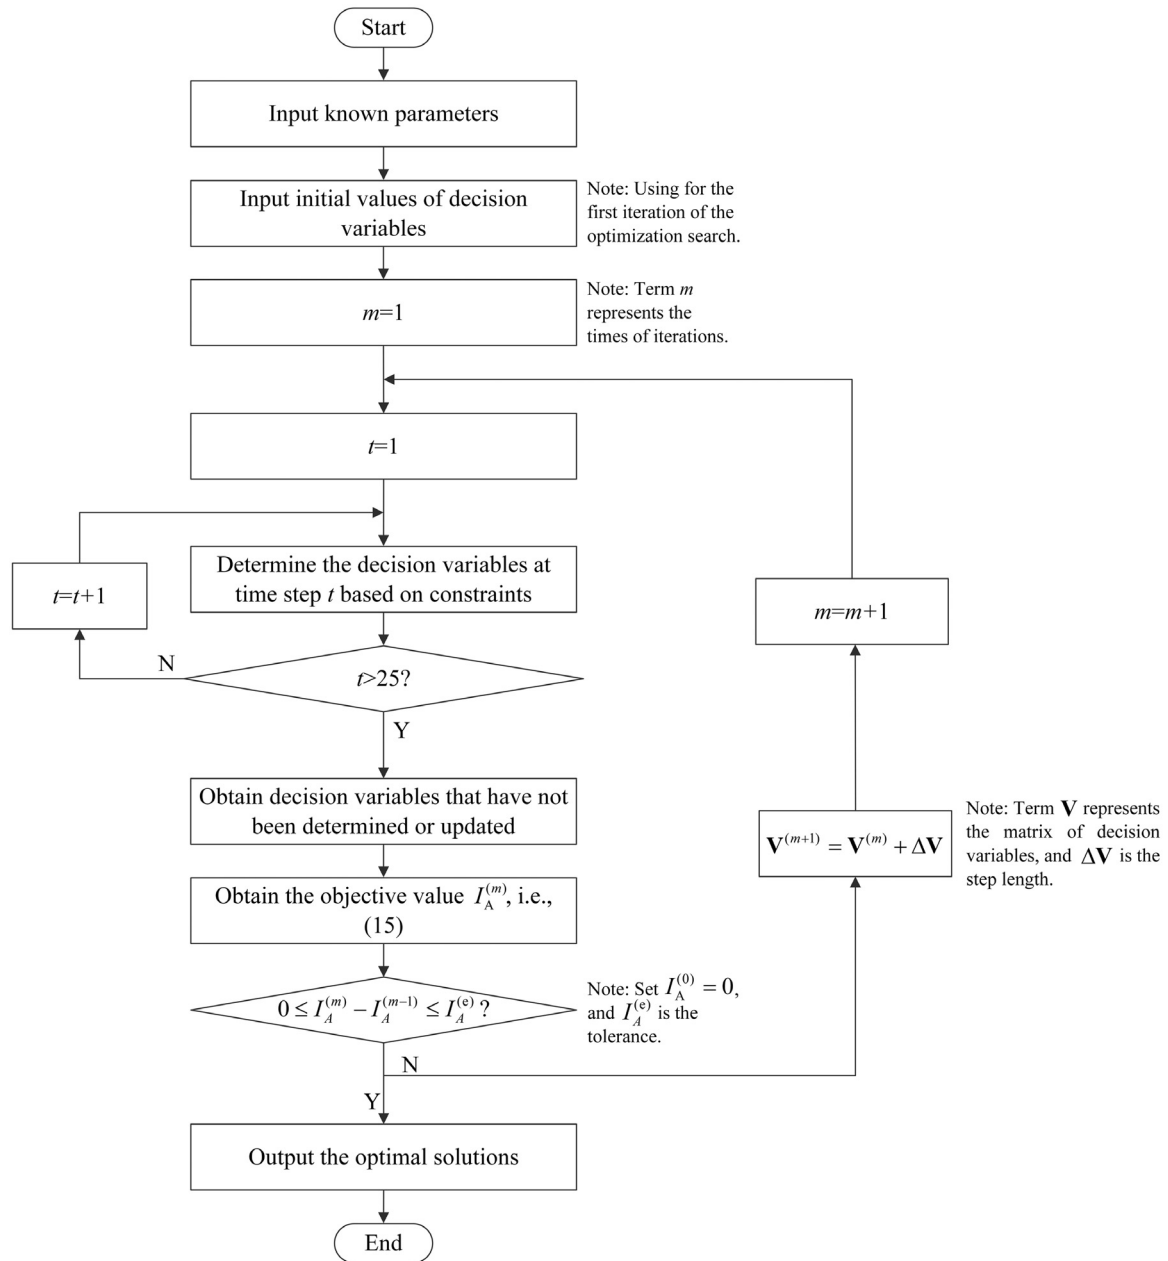 Start
Input known parameters
Input initial values of decision
variables
Note: Using for the
first iteration of the
optimization search.
m=1
Note: Term m
represents the
times of iterations.
t=1
Determine the decision variables at
time step t based on constraints
t=t+1
m=m+1
N
t>25?
Y
Obtain decision variables that have not
been determined or updated
V^(m+1) = V^(m) + ΔV
Note: Term V represents
the matrix of decision
variables, and ΔV is the
step length.
Obtain the objective value I_A^(m), i.e.,
(15)
0 ≤ I_A^(m) − I_A^(m−1) ≤ I_A^(e) ?
Note: Set I_A^(0) = 0,
and I_A^(e) is the
tolerance.
N
Y
Output the optimal solutions
End